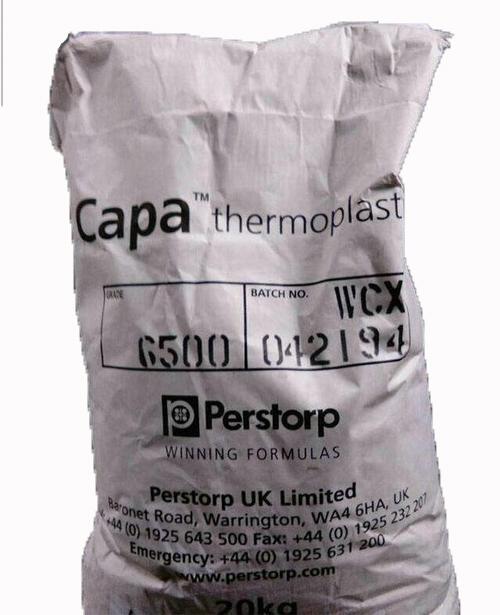 Capa™ thermoplast
GRADE BATCH NO. WCX
6500 042194
Perstorp
WINNING FORMULAS
Perstorp UK Limited
Baronet Road, Warrington, WA4 6HA, UK
44 (0) 1925 643 500 Fax: +44 (0) 1925 232 207
Emergency: +44 (0) 1925 631 200
www.perstorp.com
20kg